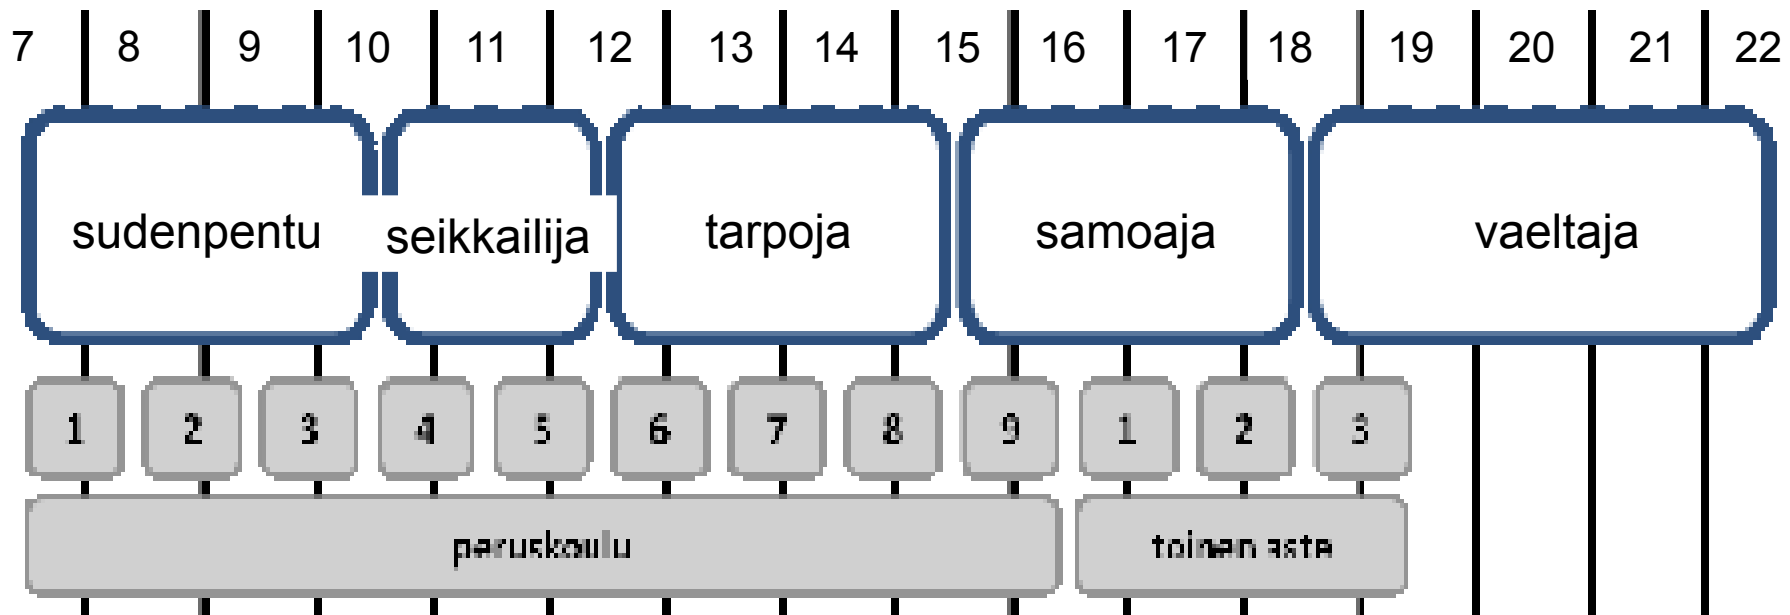 7 8 9 10 11 12 13 14 15 16 17 18 19 20 21 22
sudenpentu seikkailija tarpoja samoaja vaeltaja
1 2 3 4 5 6 7 8 9 1 2 3
peruskoulu toinen aste